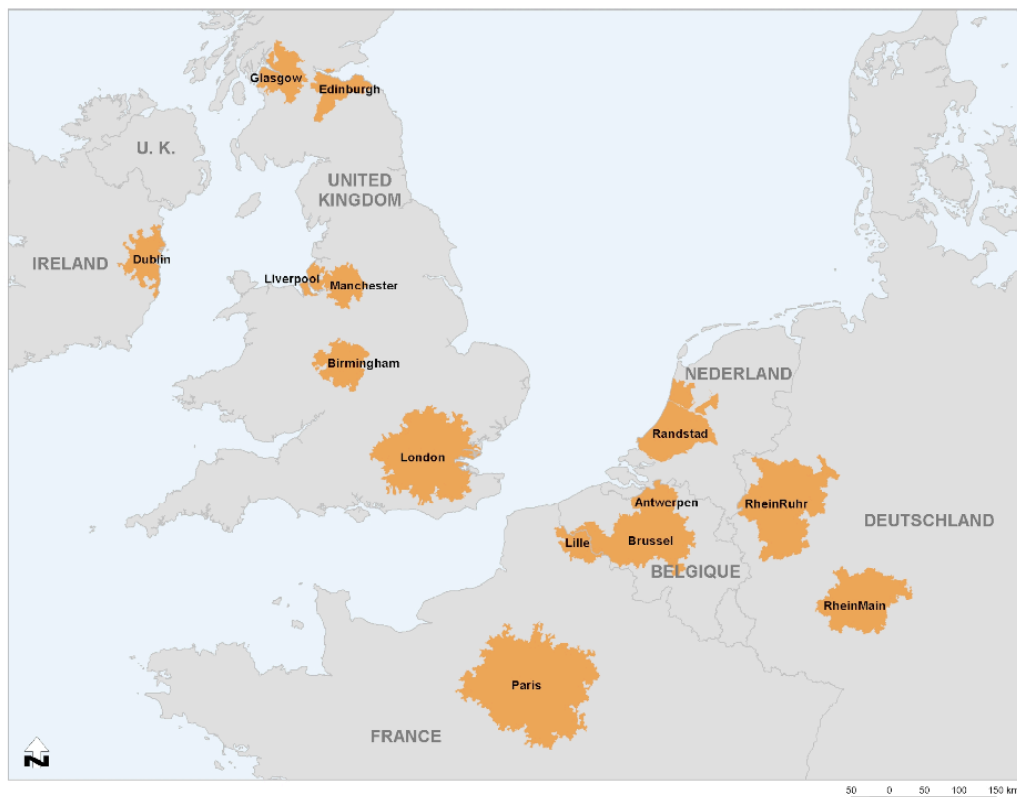 Glasgow
Edinburgh
U. K.
UNITED
KINGDOM
IRELAND
Dublin
Liverpool
Manchester
Birmingham
NEDERLAND
Randstad
London
Antwerpen
RheinRuhr
DEUTSCHLAND
Lille
Brussel
BELGIQUE
RheinMain
Paris
FRANCE
N
50 0 50 100 150 km